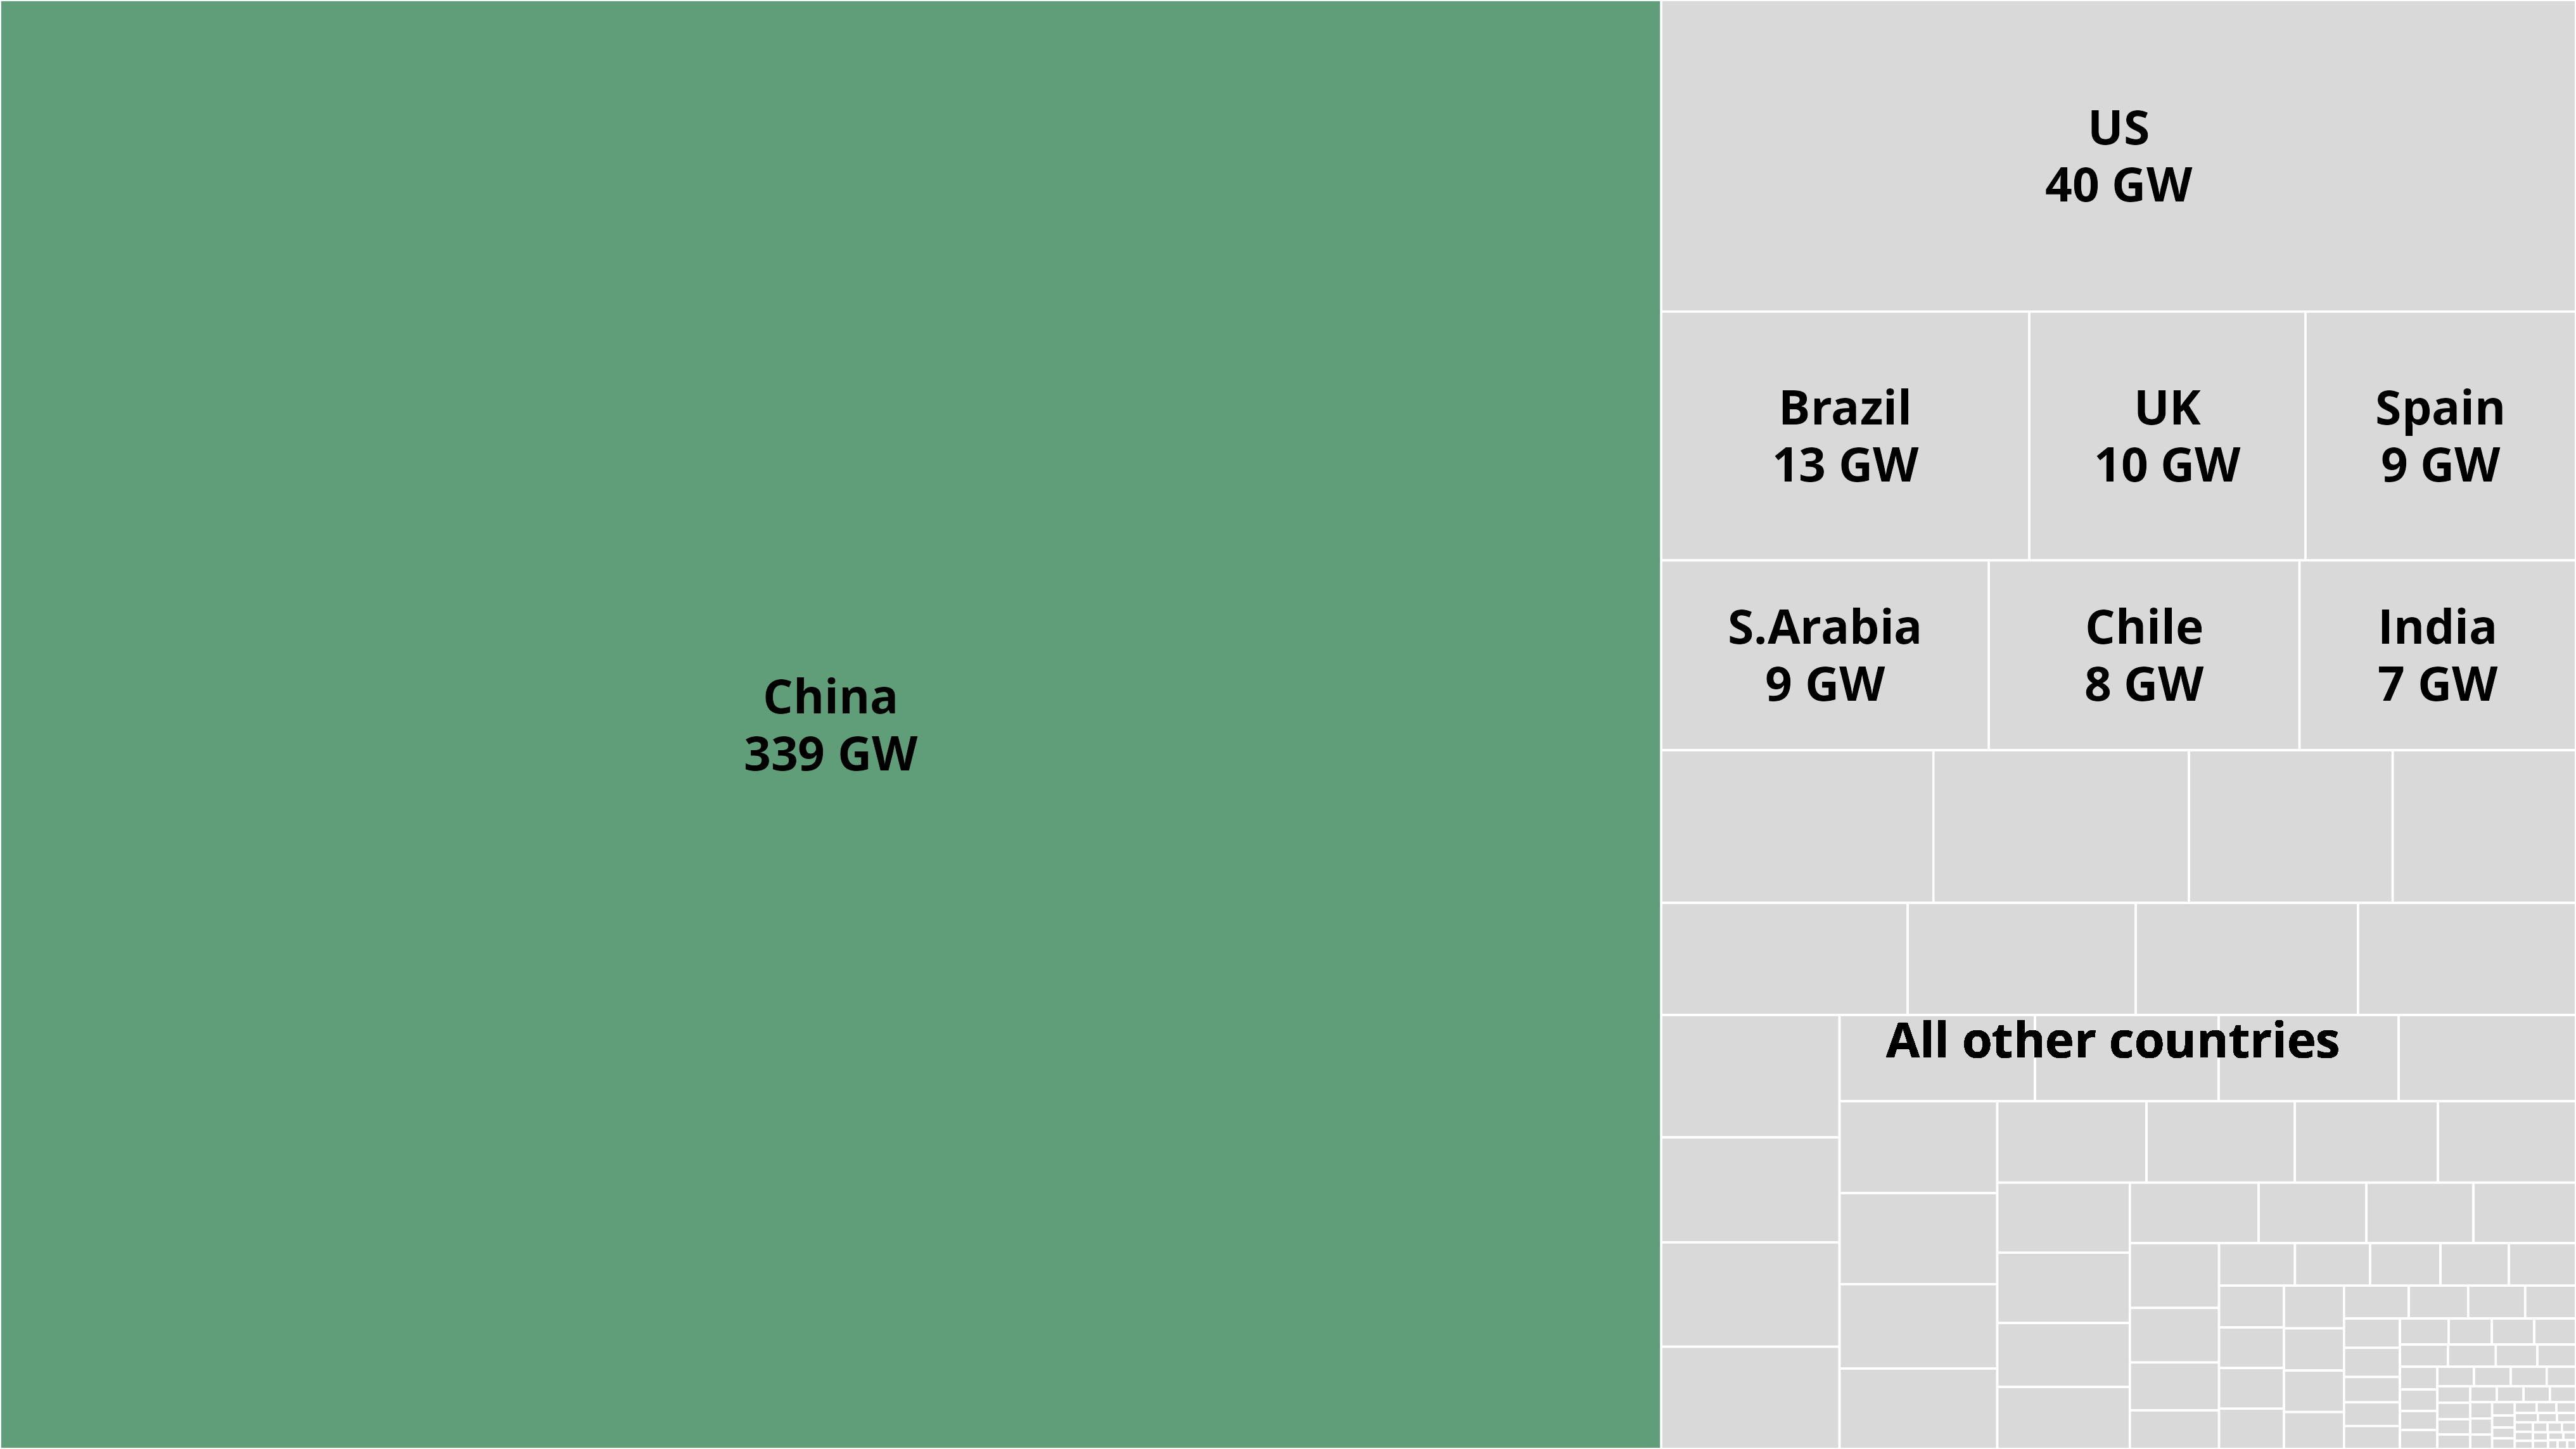 China
339 GW
US
40 GW
Brazil
13 GW
UK
10 GW
Spain
9 GW
S.Arabia
9 GW
Chile
8 GW
India
7 GW
All other countries